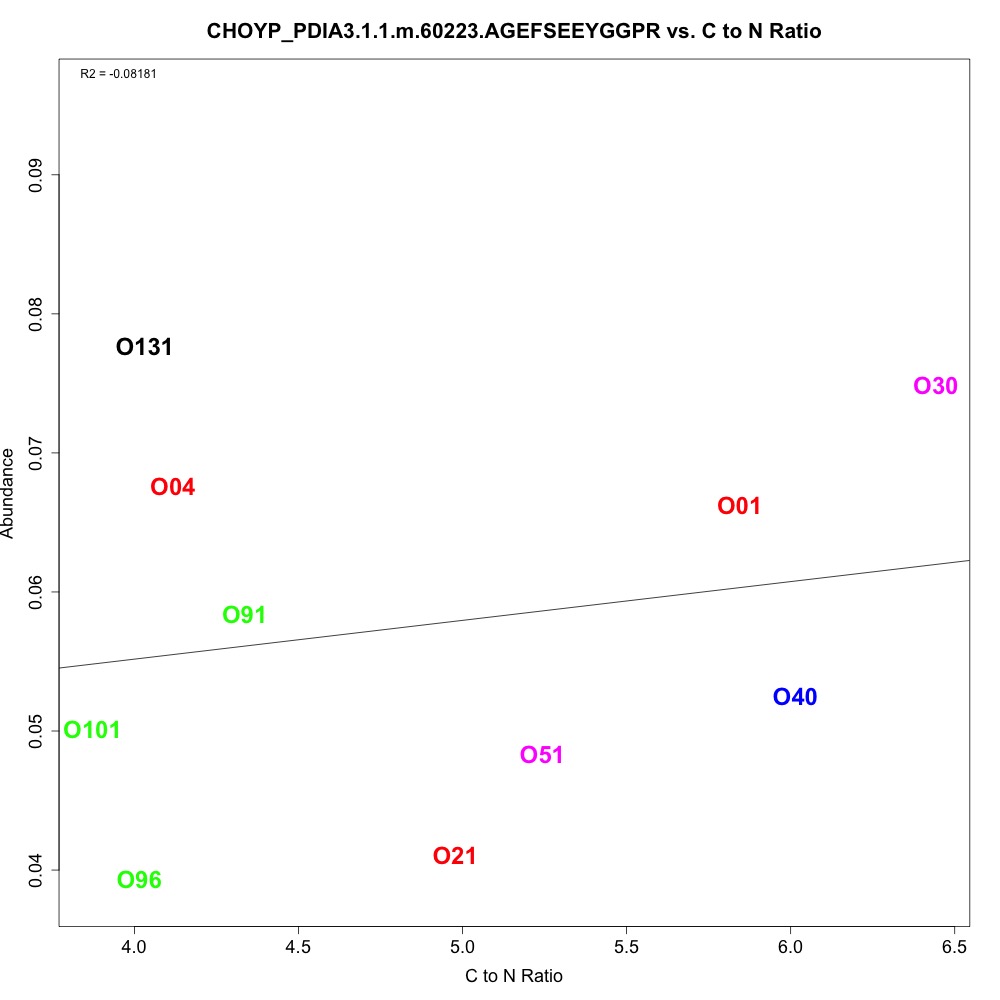 CHOYP_PDIA3.1.1.m.60223.AGEFSEEYGGPR vs. C to N Ratio
R2 = -0.08181
0.09
0.08
O131
O30
0.07
Abundance
O04
O01
0.06
O91
O40
0.05
O101
O51
O21
0.04
O96
4.0 4.5 5.0 5.5 6.0 6.5
C to N Ratio